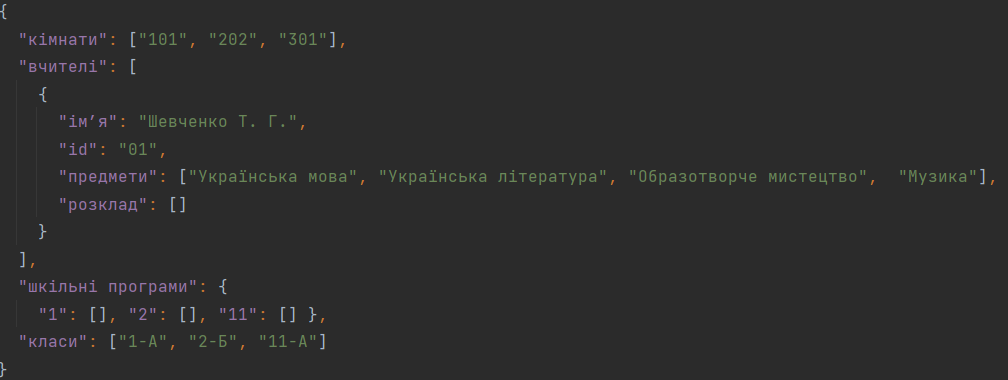 {
"кімнати": ["101", "202", "301"],
"вчителі": [
{
"ім’я": "Шевченко Т. Г.",
"id": "01",
"предмети": ["Українська мова", "Українська література", "Образотворче мистецтво",  "Музика"],
"розклад": []
}
],
"шкільні програми": {
"1": [], "2": [], "11": [] },
"класи": ["1-А", "2-Б", "11-А"]
}